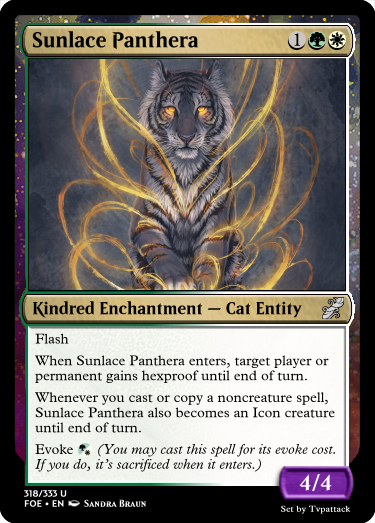 Sunlace Panthera
1
Kindred Enchantment — Cat Entity
Flash
When Sunlace Panthera enters, target player or
permanent gains hexproof until end of turn.
Whenever you cast or copy a noncreature spell,
Sunlace Panthera also becomes an Icon creature
until end of turn.
Evoke (You may cast this spell for its evoke cost.
If you do, it's sacrificed when it enters.)
4/4
318/333 U
FOE • EN Sandra Braun
Set by Tvpattack